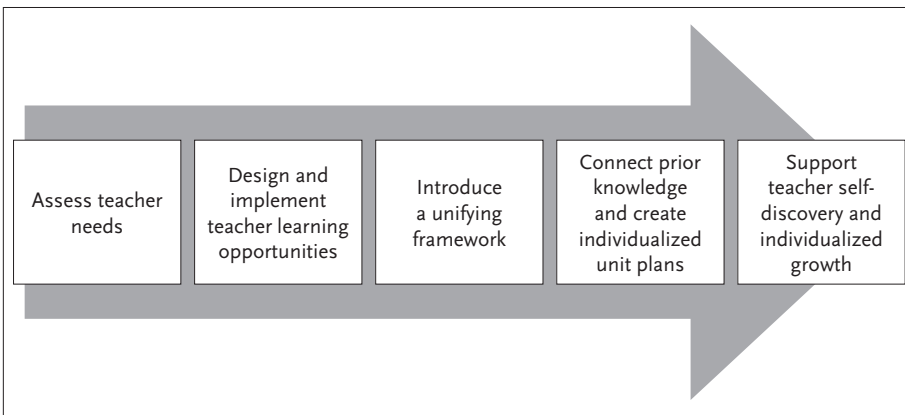 Assess teacher
needs
Design and
implement
teacher learning
opportunities
Introduce
a unifying
framework
Connect prior
knowledge
and create
individualized
unit plans
Support
teacher self-
discovery and
individualized
growth